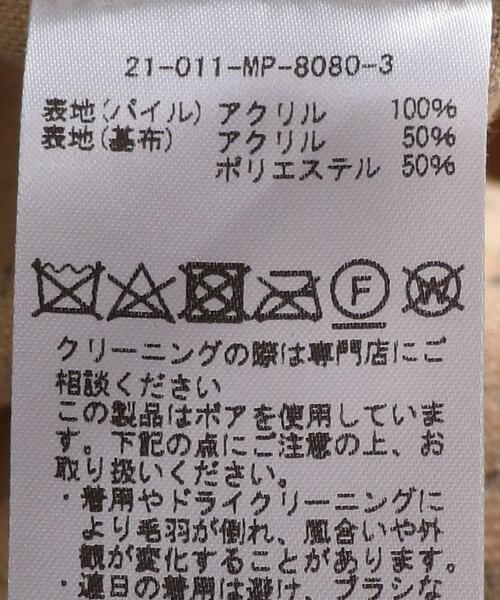 21-011-MP-8080-3
表地(パイル) アクリル 100%
表地(基布) アクリル 50%
ポリエステル 50%
F W
クリーニングの際は専門店にご
相談ください
この製品はボアを使用していま
す。下記の点にご注意の上、お
取り扱いください。
・着用やドライクリーニングに
より毛羽が倒れ、風合いや外
観が変化することがあります。
・連日の着用は避け、ブラシな